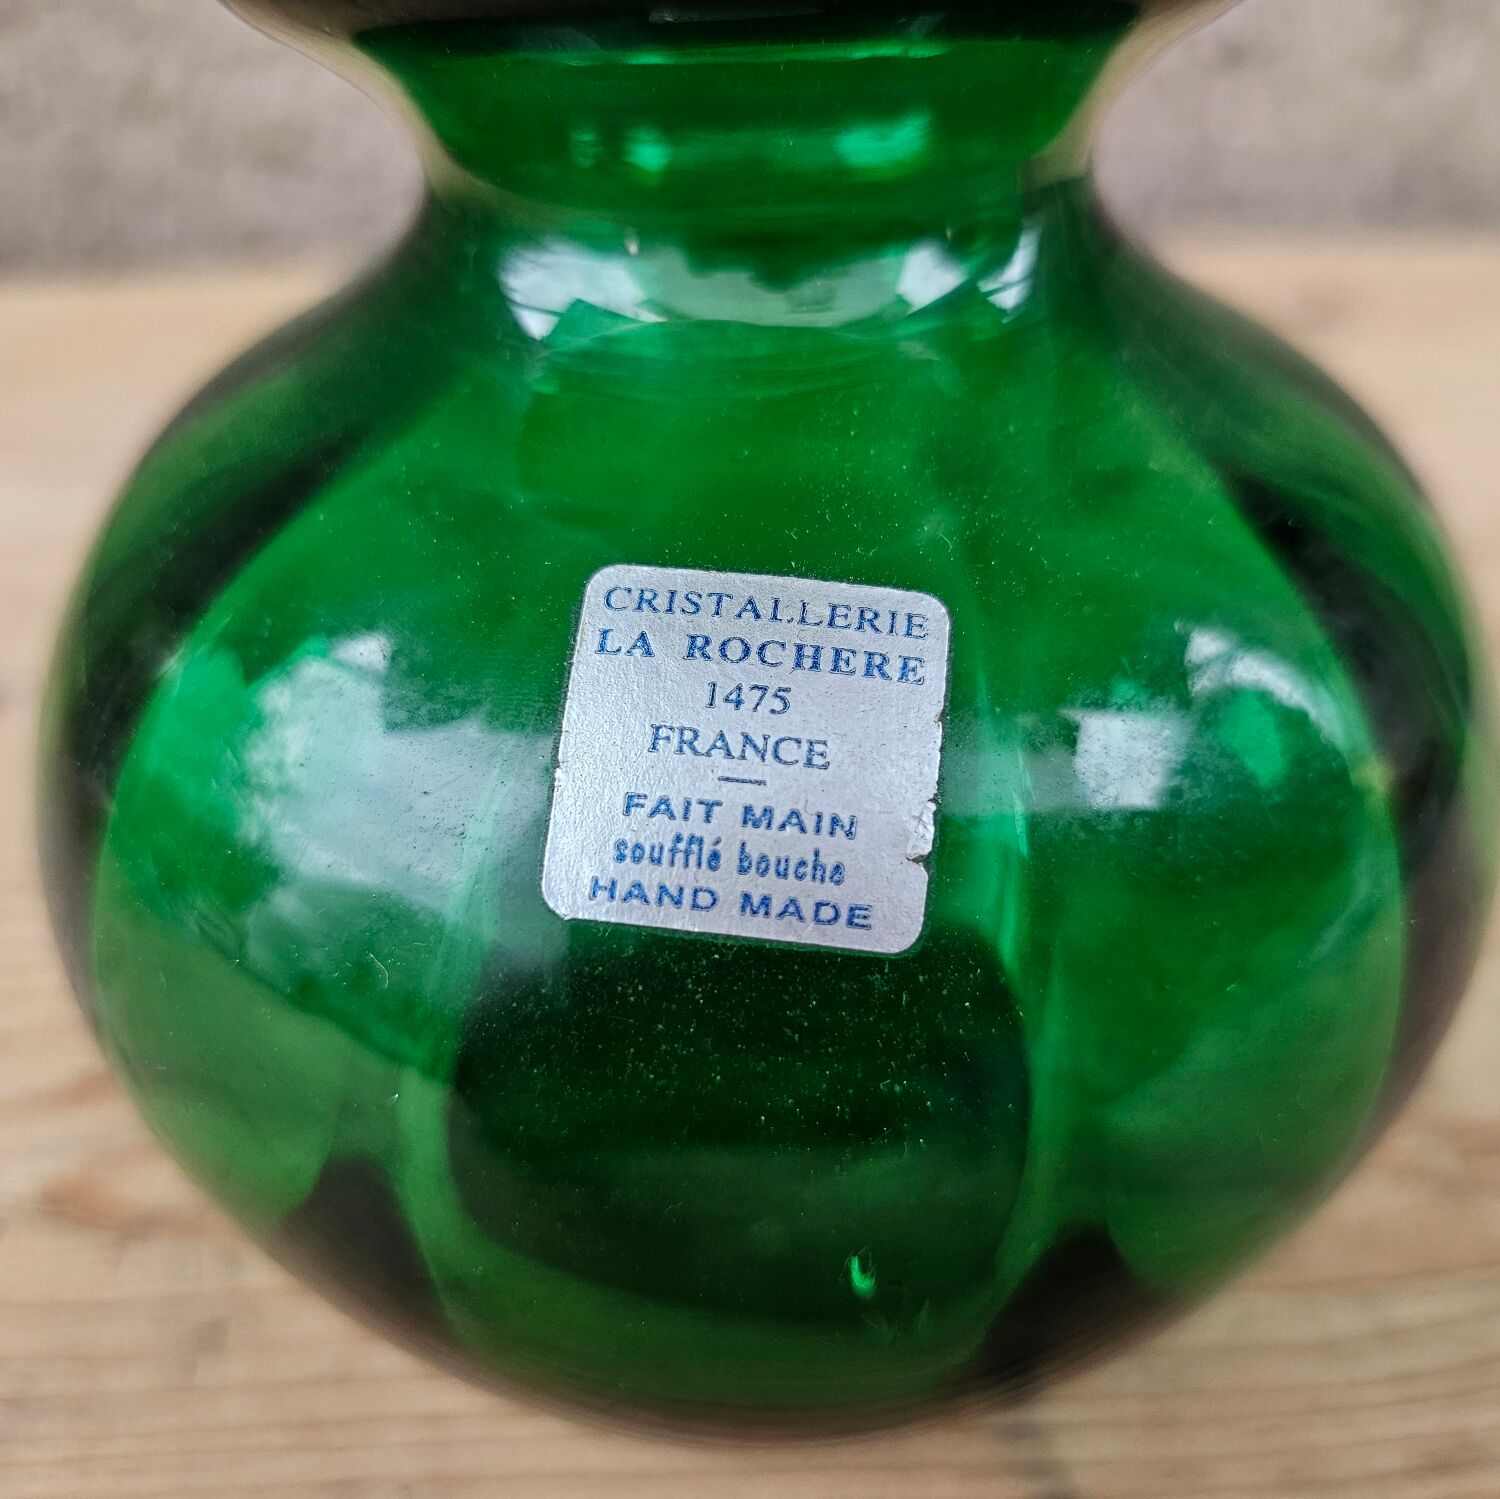 CRISTALLERIE
LA ROCHERE
1475
FRANCE
FAIT MAIN
soufflé bouche
HAND MADE